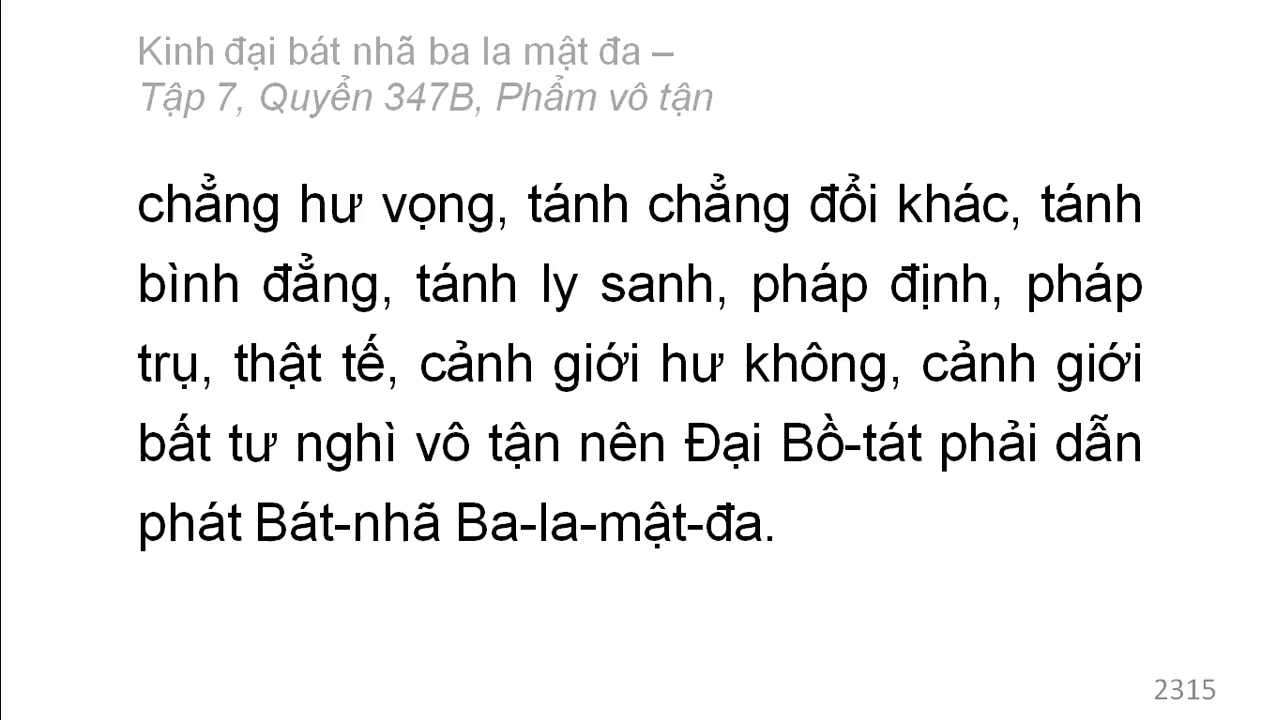 Kinh đại bát nhã ba la mật đa –
Tập 7, Quyển 347B, Phẩm vô tận
chẳng hư vọng, tánh chẳng đổi khác, tánh
bình đẳng, tánh ly sanh, pháp định, pháp
trụ, thật tế, cảnh giới hư không, cảnh giới
bất tư nghì vô tận nên Đại Bồ-tát phải dẫn
phát Bát-nhã Ba-la-mật-đa.
2315